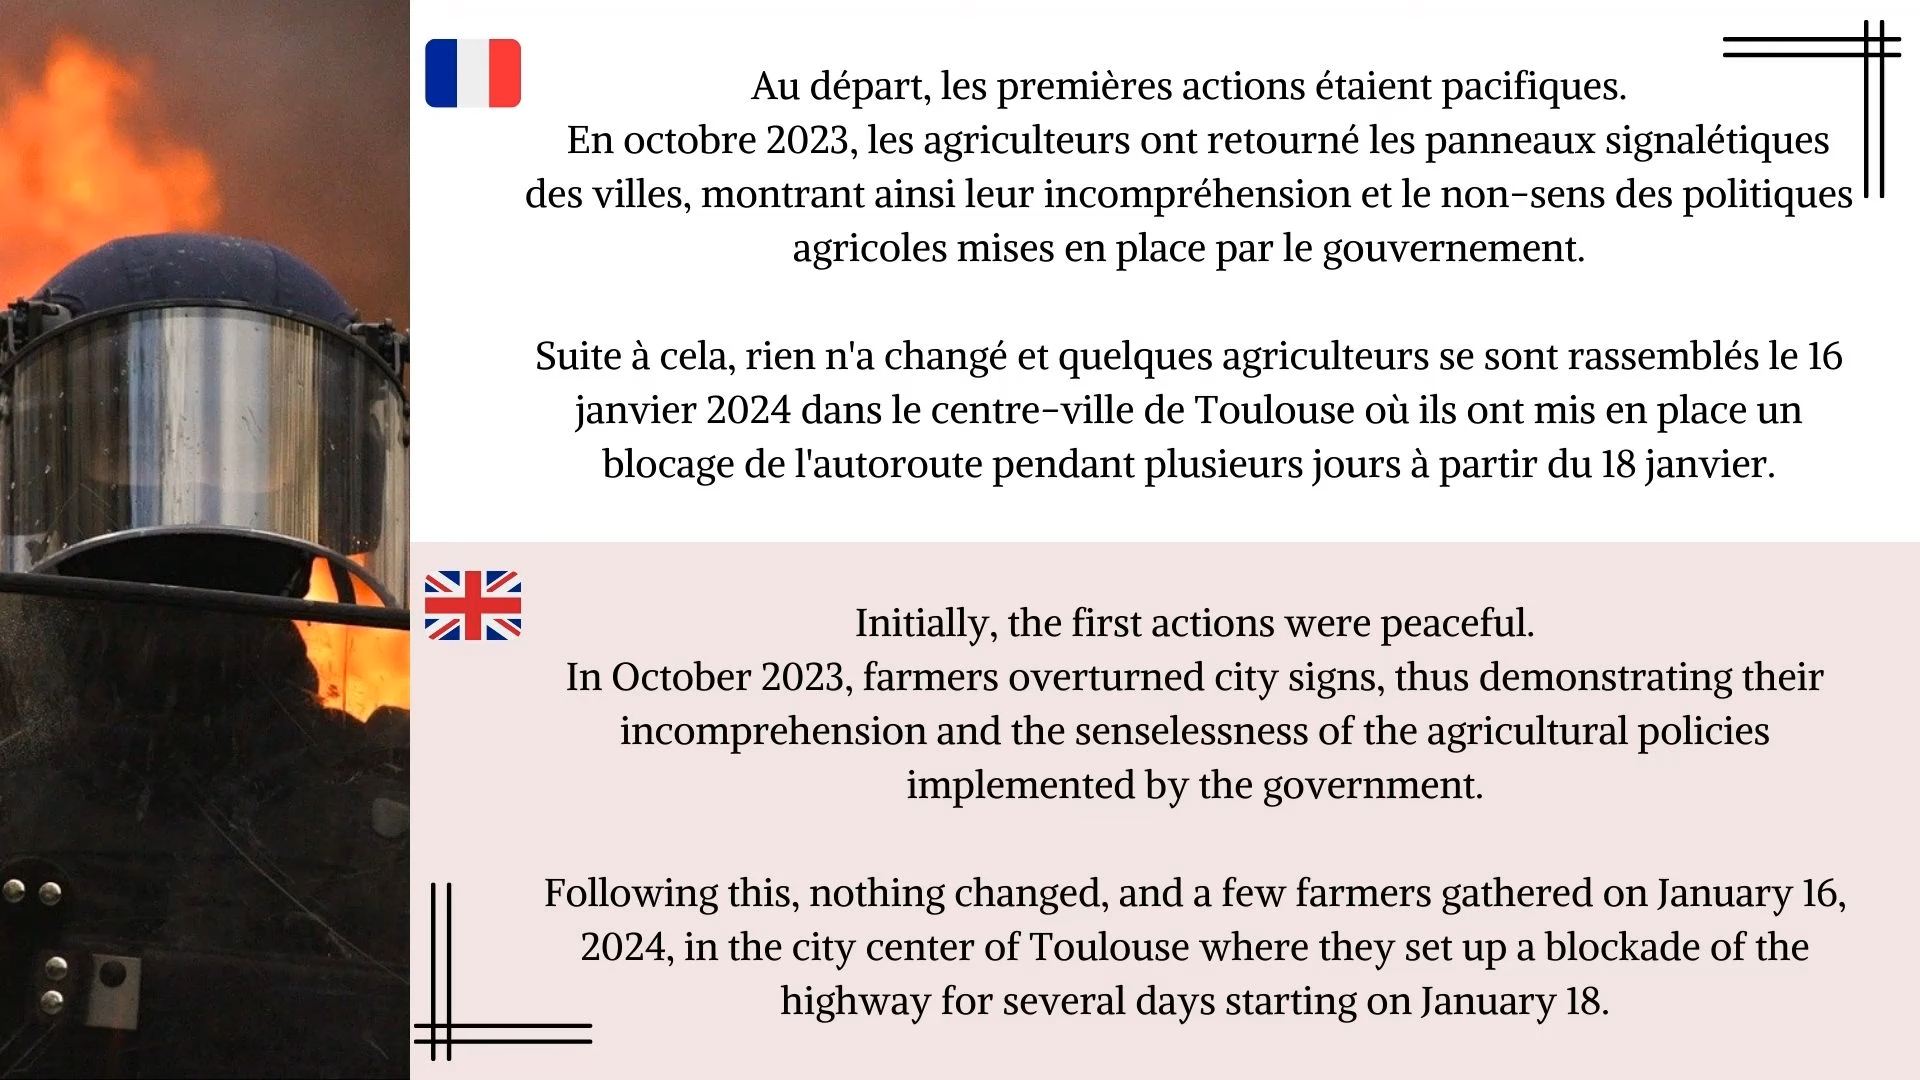 Au départ, les premières actions étaient pacifiques.
En octobre 2023, les agriculteurs ont retourné les panneaux signalétiques
des villes, montrant ainsi leur incompréhension et le non-sens des politiques
agricoles mises en place par le gouvernement.
Suite à cela, rien n'a changé et quelques agriculteurs se sont rassemblés le 16
janvier 2024 dans le centre-ville de Toulouse où ils ont mis en place un
blocage de l'autoroute pendant plusieurs jours à partir du 18 janvier.
Initially, the first actions were peaceful.
In October 2023, farmers overturned city signs, thus demonstrating their
incomprehension and the senselessness of the agricultural policies
implemented by the government.
Following this, nothing changed, and a few farmers gathered on January 16,
2024, in the city center of Toulouse where they set up a blockade of the
highway for several days starting on January 18.